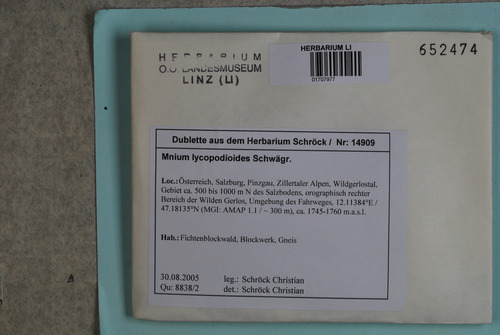 HERBARIUM
O.Ö. LANDESMUSEUM
LINZ (LI)
HERBARIUM LI
01707977
652474
Dublette aus dem Herbarium Schröck / Nr: 14909
Mnium lycopodioides Schwägr.
Loc.:Österreich, Salzburg, Pinzgau, Zillertaler Alpen, Wildgerlostal,
Gebiet ca. 500 bis 1000 m N des Salzbodens, orographisch rechter
Bereich der Wilden Gerlos, Umgebung des Fahrweges, 12.11384°E /
47.18135°N (MGI: AMAP 1.1 / ~ 300 m), ca. 1745-1760 m.a.s.l.
Hab.:Fichtenblockwald, Blockwerk, Gneis
30.08.2005 leg.: Schröck Christian
Qu: 8838/2 det.: Schröck Christian